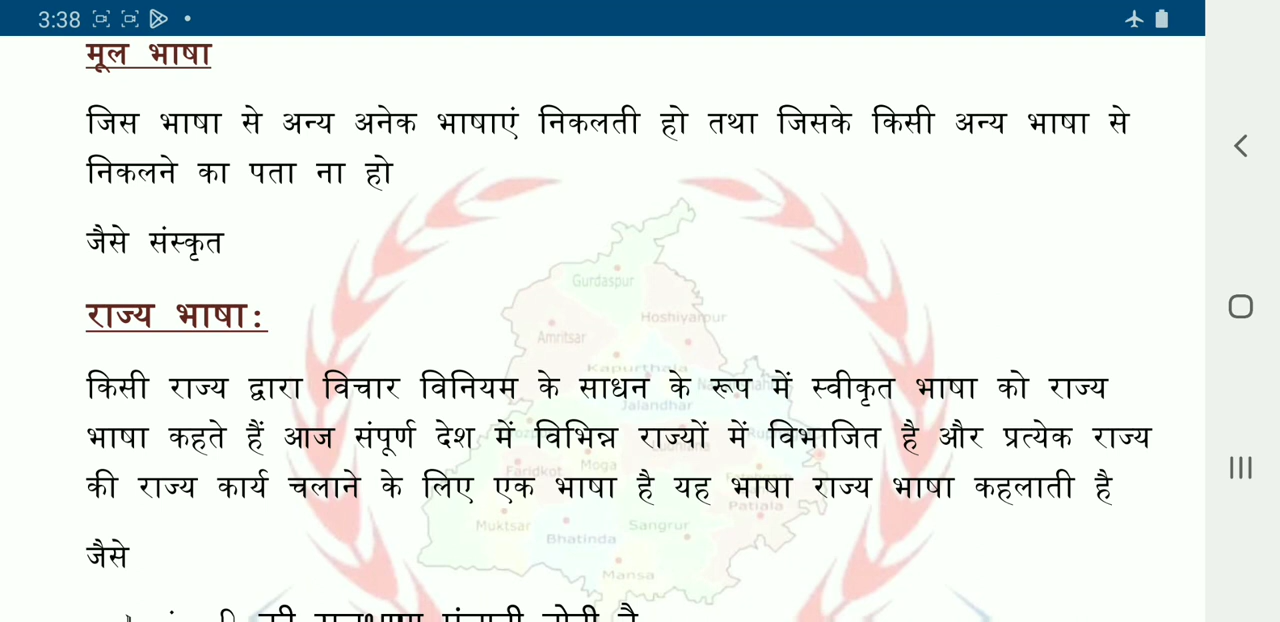 3:38
मूल भाषा
जिस भाषा से अन्य अनेक भाषाएं निकलती हो तथा जिसके किसी अन्य भाषा से
निकलने का पता ना हो
जैसे संस्कृत
Gurdaspur
राज्य भाषा:
Hoshiyarpur
Amritsar
Kapurthala
किसी राज्य द्वारा विचार विनियम के साधन के रूप में स्वीकृत भाषा को राज्य
Jalandhar
भाषा कहते हैं आज संपूर्ण देश में विभिन्न राज्यों में विभाजित है और प्रत्येक राज्य
Faridkot
Moga
की राज्य कार्य चलाने के लिए एक भाषा है यह भाषा राज्य भाषा कहलाती है
Patiala
Muktsar
Sangrur
Bhatinda
जैसे
Mansa